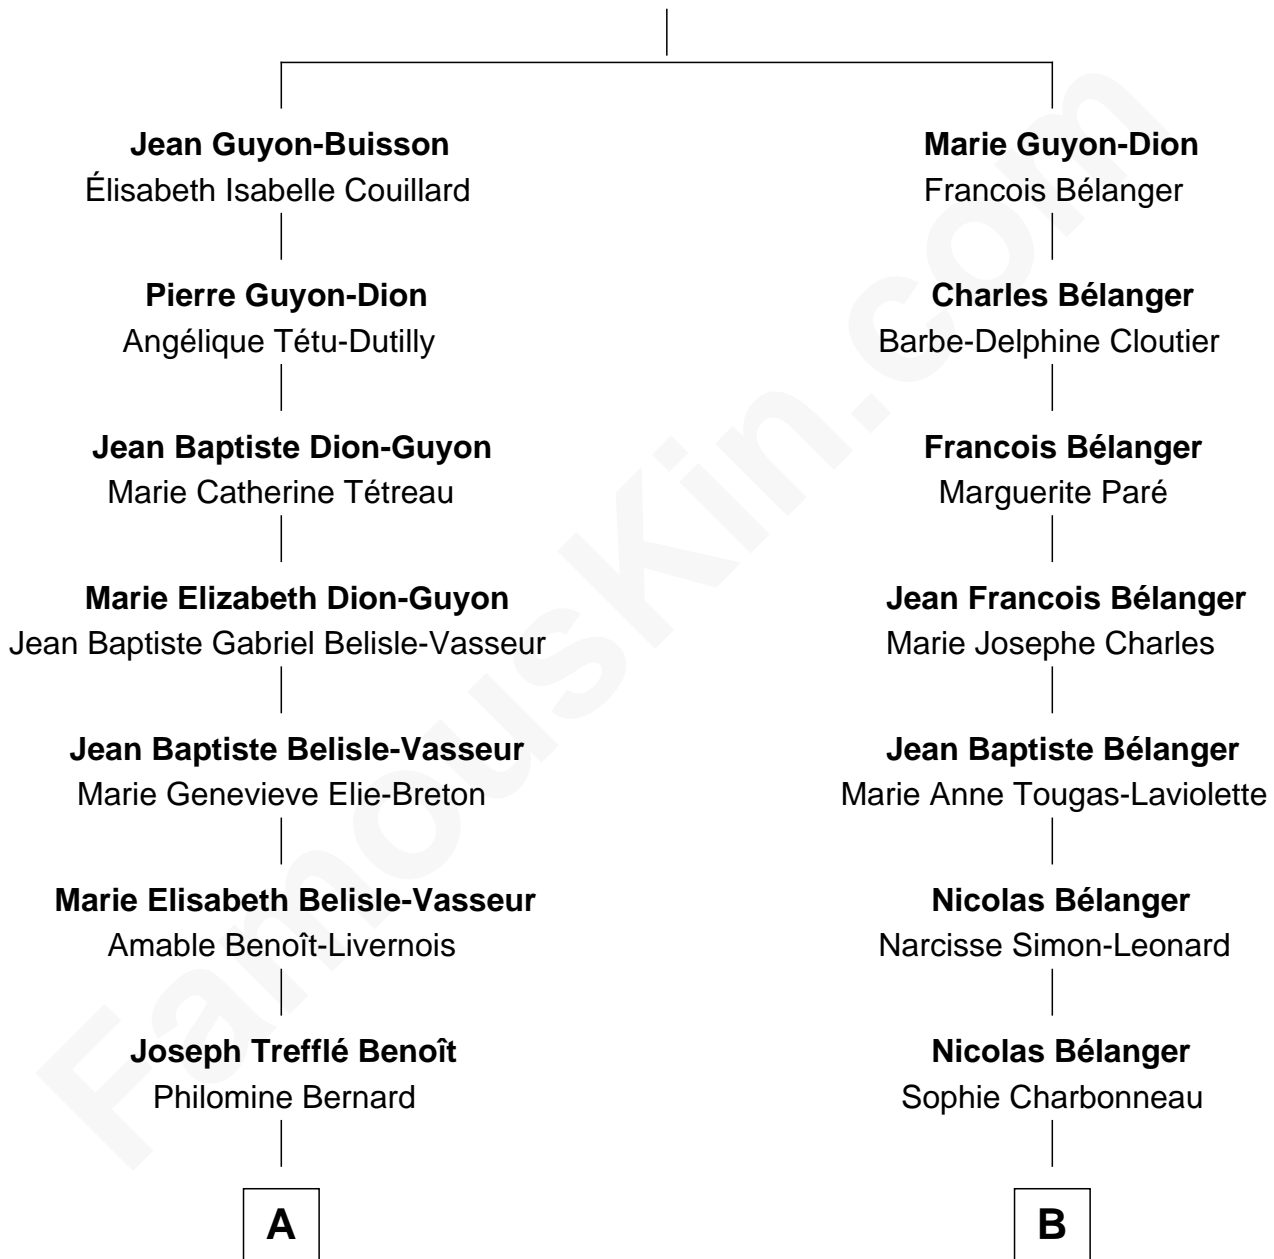 Jean Guyon-Buisson
Élisabeth Isabelle Couillard
Pierre Guyon-Dion
Angélique Tétu-Dutilly
Jean Baptiste Dion-Guyon
Marie Catherine Tétreau
Marie Elizabeth Dion-Guyon
Jean Baptiste Gabriel Belisle-Vasseur
Jean Baptiste Belisle-Vasseur
Marie Genevieve Elie-Breton
Marie Elisabeth Belisle-Vasseur
Amable Benoît-Livernois
Joseph Trefflé Benoît
Philomine Bernard
A
Marie Guyon-Dion
Francois Bélanger
Charles Bélanger
Barbe-Delphine Cloutier
Francois Bélanger
Marguerite Paré
Jean Francois Bélanger
Marie Josephe Charles
Jean Baptiste Bélanger
Marie Anne Tougas-Laviolette
Nicolas Bélanger
Narcisse Simon-Leonard
Nicolas Bélanger
Sophie Charbonneau
B
FamousKin.com